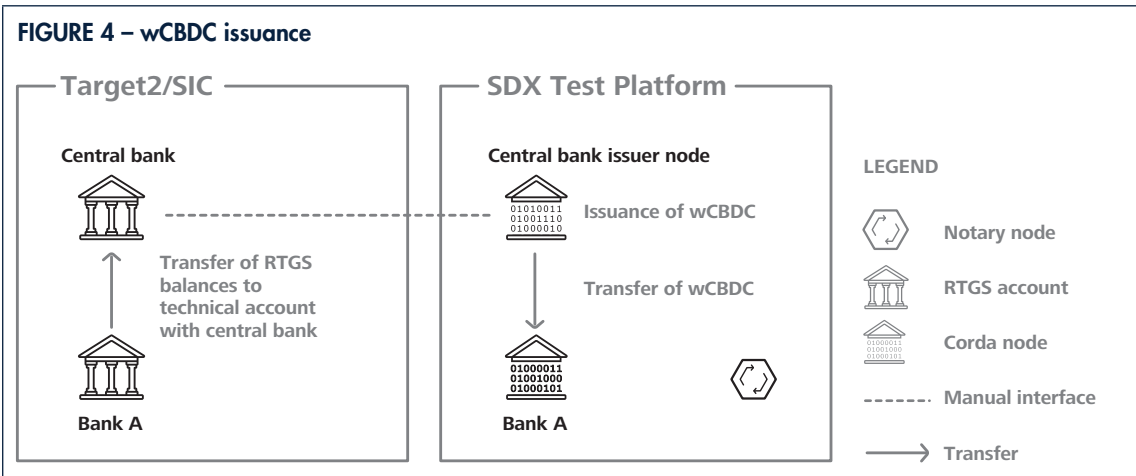 FIGURE 4 – wCBDC issuance
Target2/SIC
SDX Test Platform
Central bank
Central bank issuer node
01010011
01001110
01000010
Issuance of wCBDC
Transfer of RTGS
balances to
technical account
with central bank
Transfer of wCBDC
01000011
01001000
01000101
Bank A
Bank A
LEGEND
Notary node
RTGS account
01000011
01001000
01000101
Corda node
Manual interface
Transfer